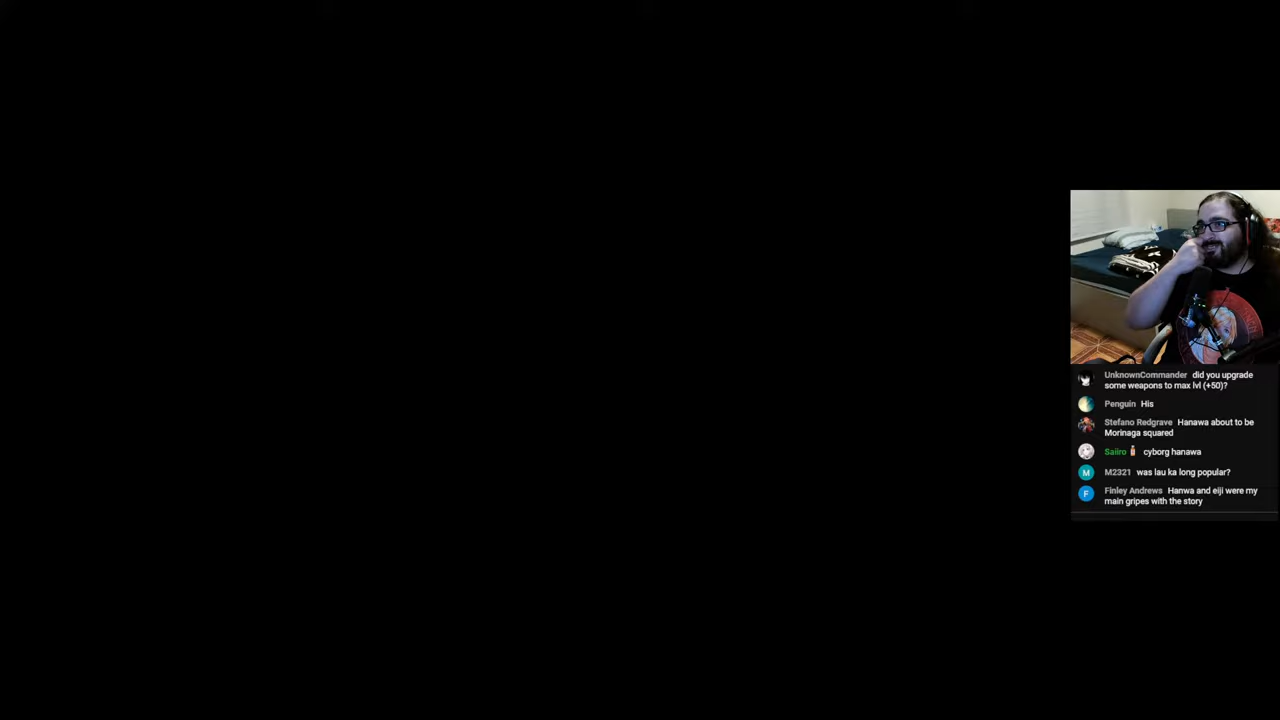 UnknownCommander did you upgrade
some weapons to max lvl (+50)?
Penguin His
Stefano Redgrave Hanawa about to be
Morinaga squared
Saiiro cyborg hanawa
M M2321 was lau ka long popular?
F Finley Andrews Hanwa and eiji were my
main gripes with the story